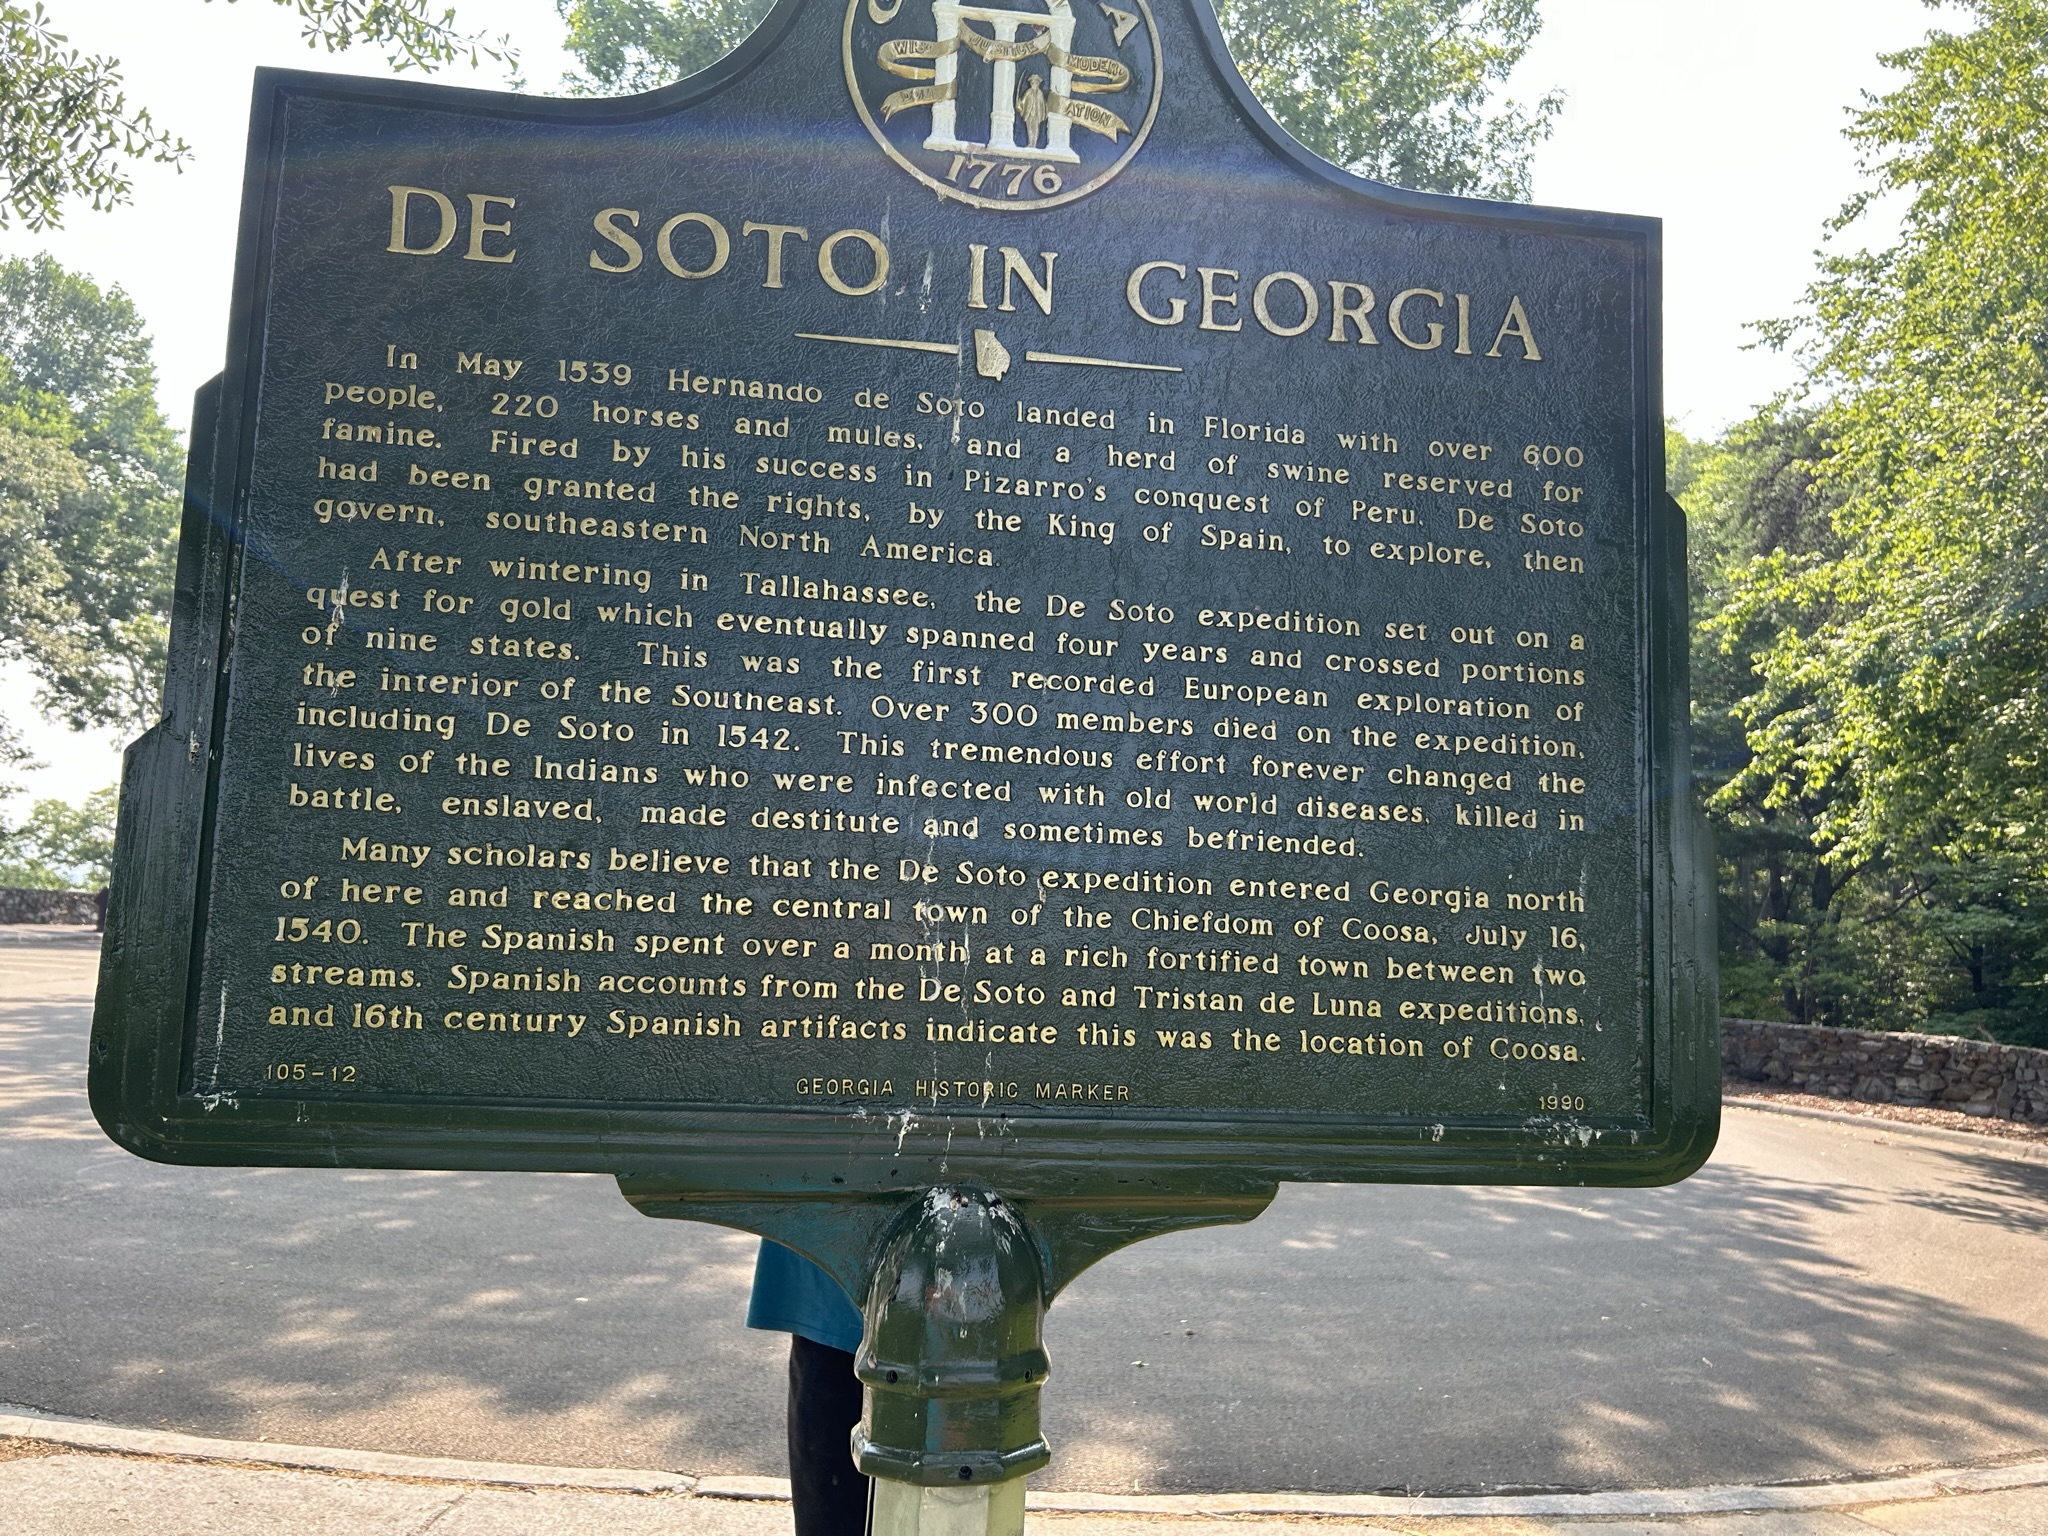 WIS JUSTICE MODER
ATION
1776
DE SOTO IN GEORGIA
In May 1539 Hernando de Soto landed in Florida with over 600
people, 220 horses and mules, and a herd of swine reserved for
famine. Fired by his success in Pizarro's conquest of Peru, De Soto
had been granted the rights, by the King of Spain, to explore, then
govern, southeastern North America.
After wintering in Tallahassee, the De Soto expedition set out on a
quest for gold which eventually spanned four years and crossed portions
of nine states. This was the first recorded European exploration of
the interior of the Southeast. Over 300 members died on the expedition,
including De Soto in 1542. This tremendous effort forever changed the
lives of the Indians who were infected with old world diseases, killed in
battle, enslaved, made destitute and sometimes befriended.
Many scholars believe that the De Soto expedition entered Georgia north
of here and reached the central town of the Chiefdom of Coosa, July 16,
1540. The Spanish spent over a month at a rich fortified town between two
streams. Spanish accounts from the De Soto and Tristan de Luna expeditions,
and 16th century Spanish artifacts indicate this was the location of Coosa.
105-12 GEORGIA HISTORIC MARKER 1990